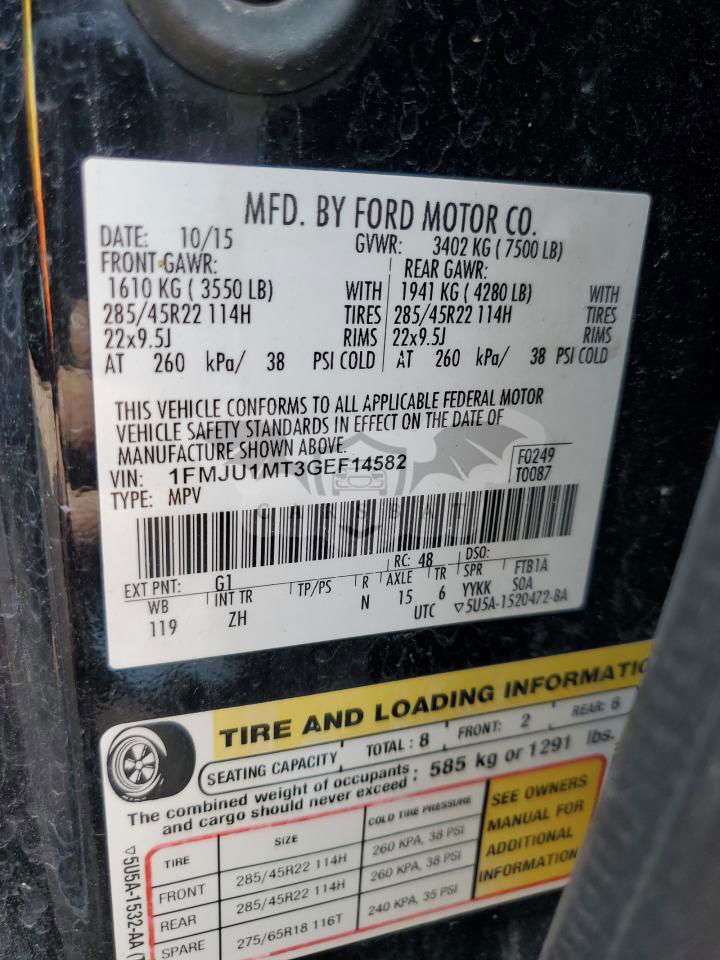 MFD. BY FORD MOTOR CO.
DATE: 10/15 GVWR: 3402 KG ( 7500 LB)
FRONT GAWR: REAR GAWR:
1610 KG ( 3550 LB) WITH 1941 KG ( 4280 LB) WITH
285/45R22 114H TIRES 285/45R22 114H TIRES
22x9.5J RIMS 22x9.5J RIMS
AT 260 kPa/ 38 PSI COLD AT 260 kPa/ 38 PSI COLD
THIS VEHICLE CONFORMS TO ALL APPLICABLE FEDERAL MOTOR
VEHICLE SAFETY STANDARDS IN EFFECT ON THE DATE OF
MANUFACTURE SHOWN ABOVE.
VIN: 1FMJU1MT3GEF14582 F0249
TYPE: MPV T0087
EXT PNT: G1 RC: 48 DSO:
WB INT TR TP/PS R AXLE TR SPR FTB1A
119 ZH N 15 6 YYKK S0A
UTC ▽5U5A-1520472-BA
TIRE AND LOADING INFORMATIO
SEATING CAPACITY TOTAL : 8 FRONT: 2 REAR: 6
The combined weight of occupants
and cargo should never exceed : 585 kg or 1291 lbs.
TIRE SIZE COLD TIRE PRESSURE
FRONT 285/45R22 114H 260 KPA, 38 PSI
REAR 285/45R22 114H 260 KPA, 38 PSI
SPARE 275/65R18 116T 240 KPA, 35 PSI
SEE OWNERS
MANUAL FOR
ADDITIONAL
INFORMATION
▽5U5A-1532-AA